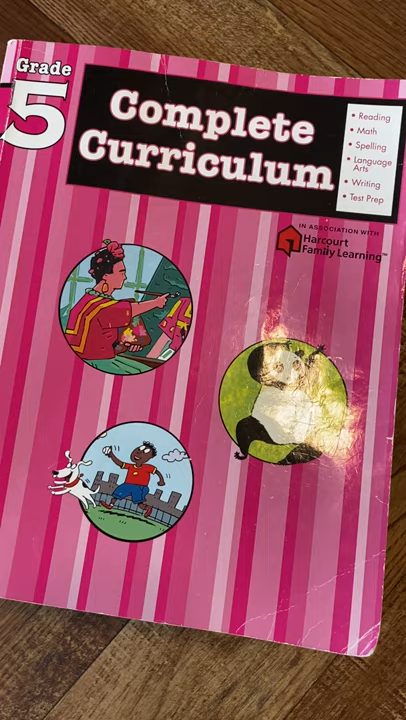 Grade
5
Complete
Curriculum
• Reading
• Math
• Spelling
• Language
Arts
• Writing
• Test Prep
IN ASSOCIATION WITH
Harcourt
Family Learning™